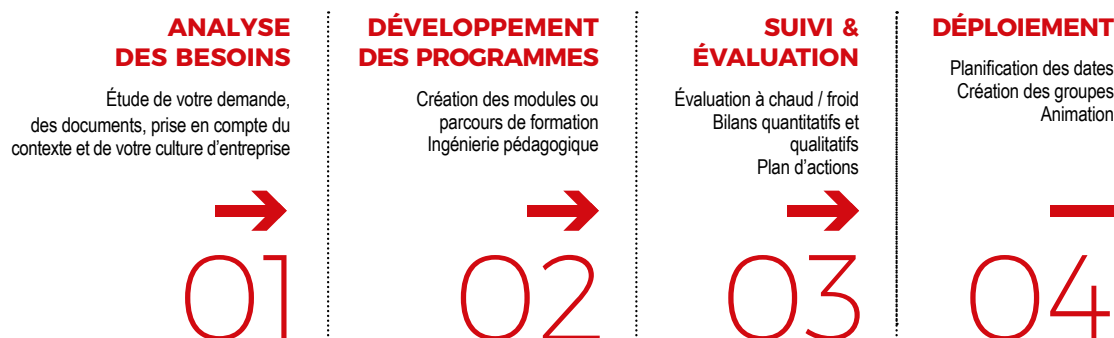 ANALYSE
DES BESOINS
Étude de votre demande,
des documents, prise en compte du
contexte et de votre culture d’entreprise
01
DÉVELOPPEMENT
DES PROGRAMMES
Création des modules ou
parcours de formation
Ingénierie pédagogique
02
SUIVI &
ÉVALUATION
Évaluation à chaud / froid
Bilans quantitatifs et
qualitatifs
Plan d’actions
03
DÉPLOIEMENT
Planification des dates
Création des groupes
Animation
04